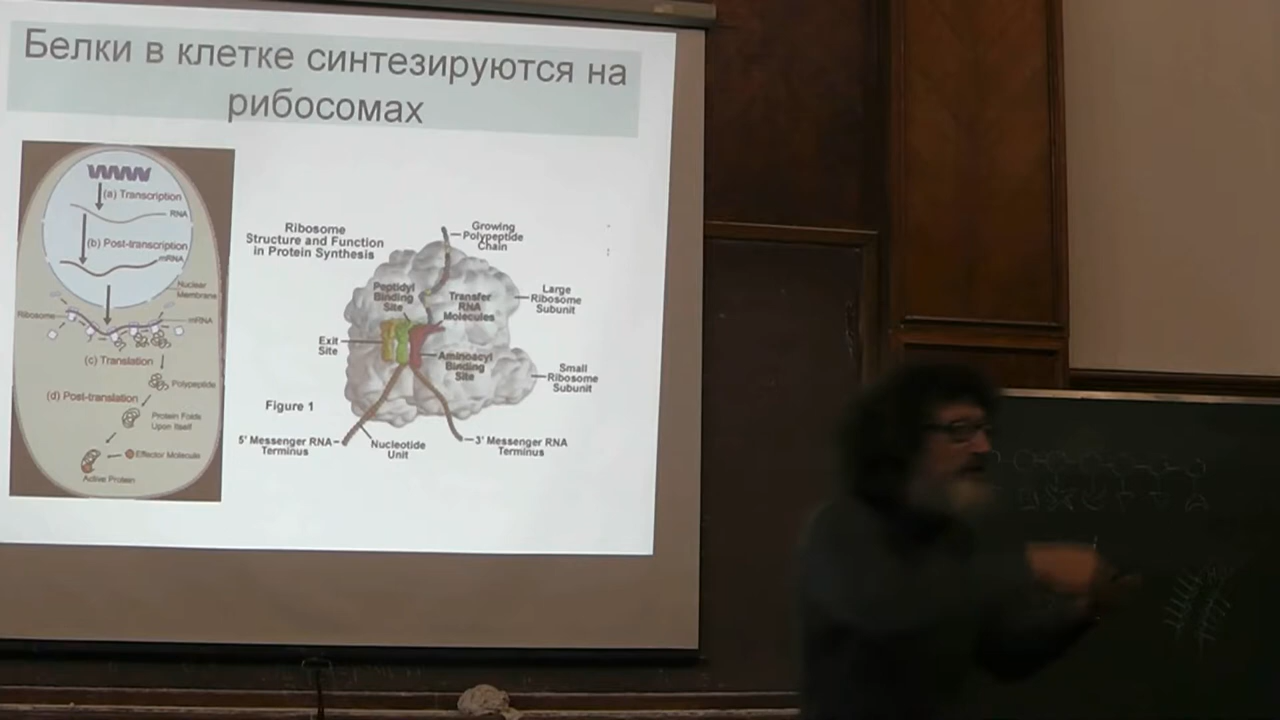 Белки в клетке синтезируются на
рибосомах
(a) Transcription
RNA
(b) Post-transcription
mRNA
Nuclear
Membrane
Ribosome
mRNA
(c) Translation
Polypeptide
(d) Post-translation
Protein Folds
Upon Itself
Effector Molecule
Active Protein
Ribosome
Structure and Function
in Protein Synthesis
Growing
Polypeptide
Chain
Peptidyl
Binding
Site
Transfer
RNA
Molecules
Large
Ribosome
Subunit
Exit
Site
Aminoacyl
Binding
Site
Small
Ribosome
Subunit
Figure 1
5' Messenger RNA
Terminus
Nucleotide
Unit
3' Messenger RNA
Terminus